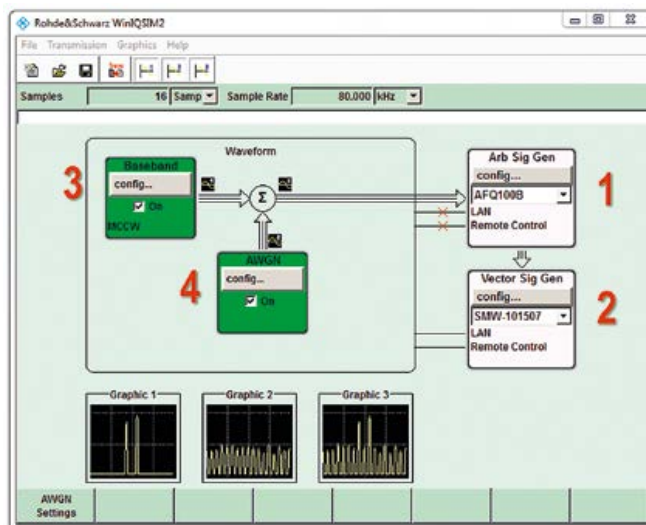 Rohde&Schwarz WinIQSIM2
File Transmission Graphics Help
Samples 16 Samp Sample Rate 80.000 kHz
Waveform
Baseband
config...
On
MCCW
3
Σ
AWGN
config...
On
4
Arb Sig Gen
config...
AFQ100B
LAN
Remote Control
1
Vector Sig Gen
config...
SMW-101507
LAN
Remote Control
2
Graphic 1 Graphic 2 Graphic 3
AWGN
Settings